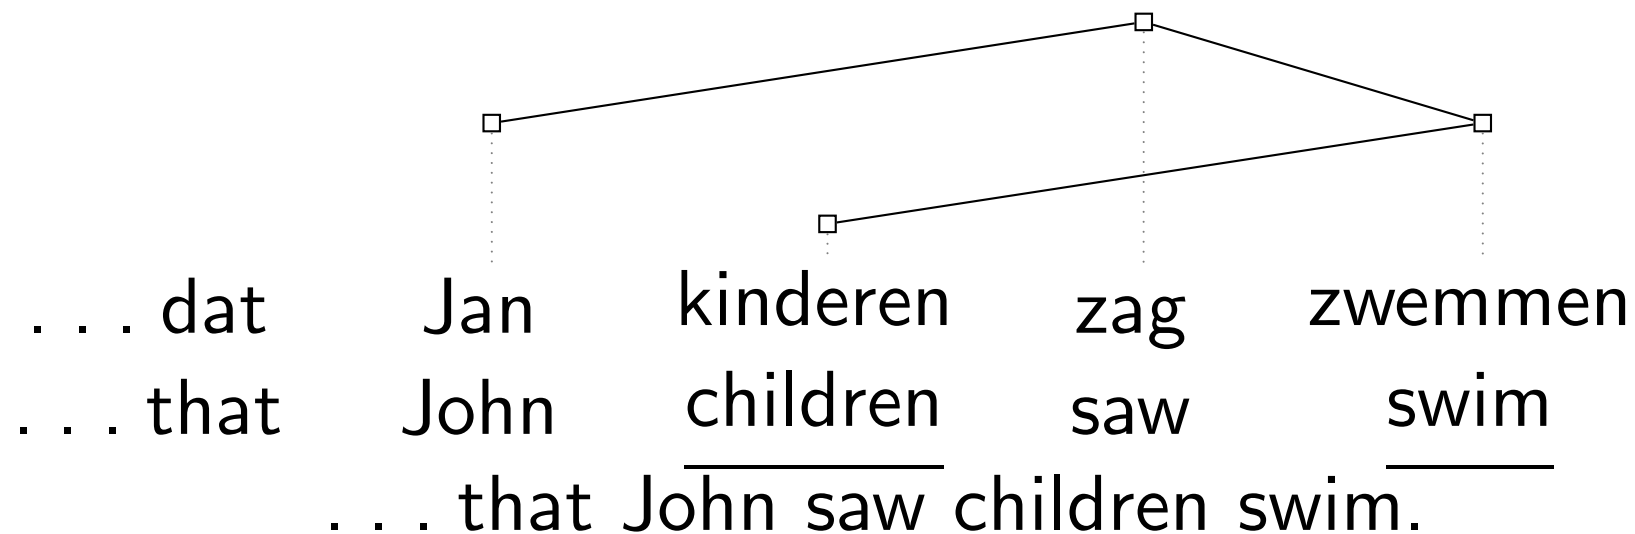 . . . dat Jan kinderen zag zwemmen
. . . that John children saw swim
. . . that John saw children swim.